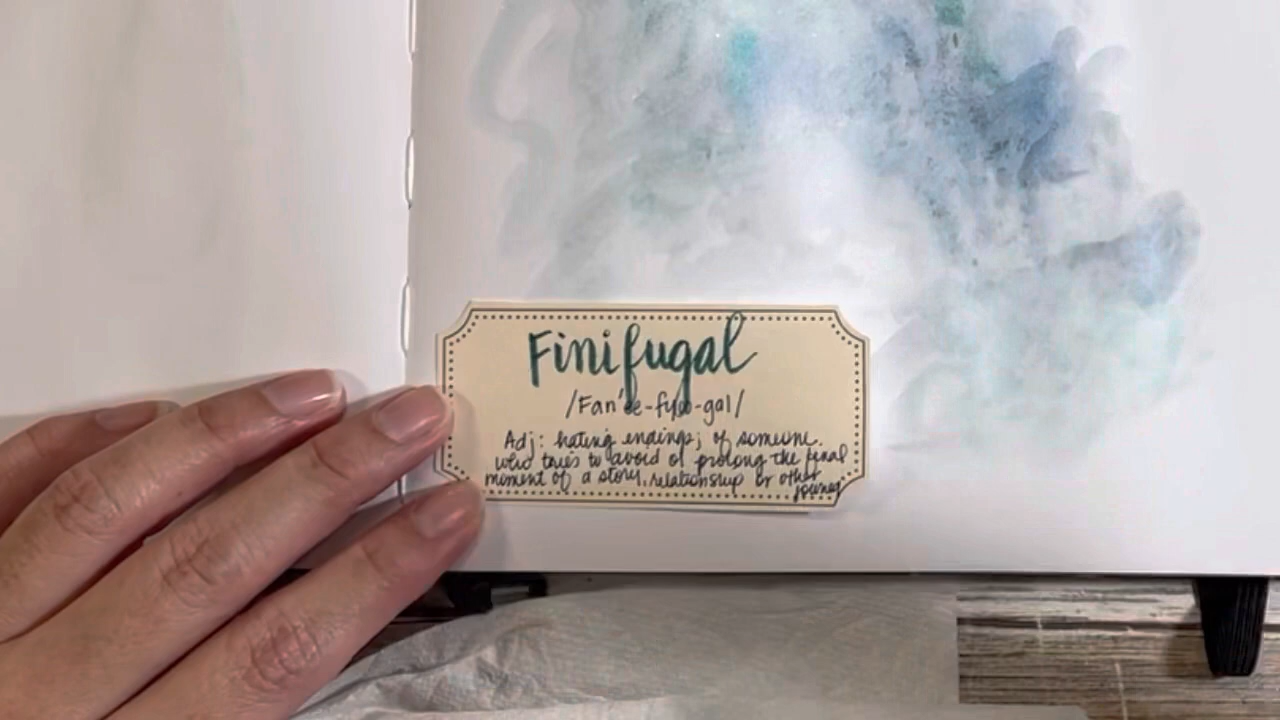 Finifugal
/Fan'ee-fyoo-gal/
Adj: hating endings; of someone.
who tries to avoid or prolong the final
moment of a story, relationship or other
journey